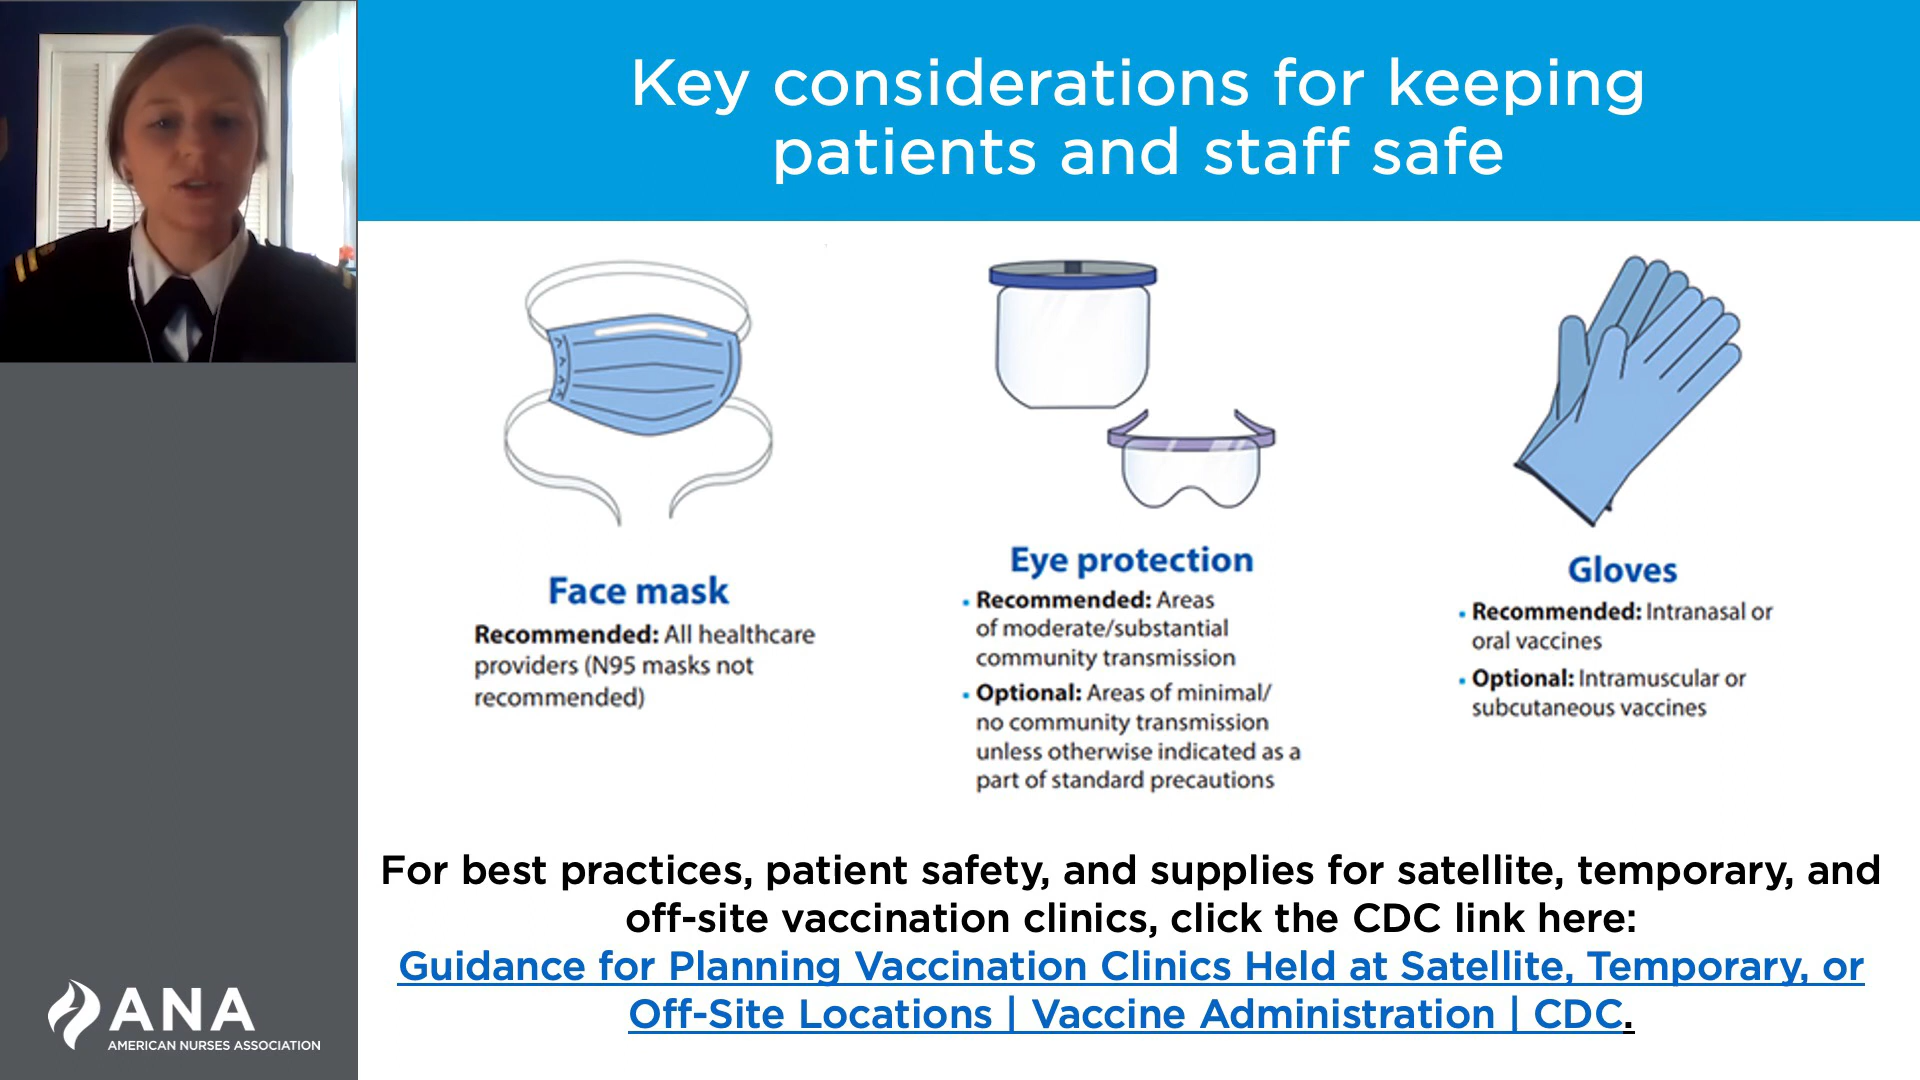 Key considerations for keeping
patients and staff safe
Face mask
Recommended: All healthcare
providers (N95 masks not
recommended)
Eye protection
• Recommended: Areas
of moderate/substantial
community transmission
• Optional: Areas of minimal/
no community transmission
unless otherwise indicated as a
part of standard precautions
Gloves
• Recommended: Intranasal or
oral vaccines
• Optional: Intramuscular or
subcutaneous vaccines
For best practices, patient safety, and supplies for satellite, temporary, and
off-site vaccination clinics, click the CDC link here:
Guidance for Planning Vaccination Clinics Held at Satellite, Temporary, or
Off-Site Locations | Vaccine Administration | CDC.
ANA
AMERICAN NURSES ASSOCIATION